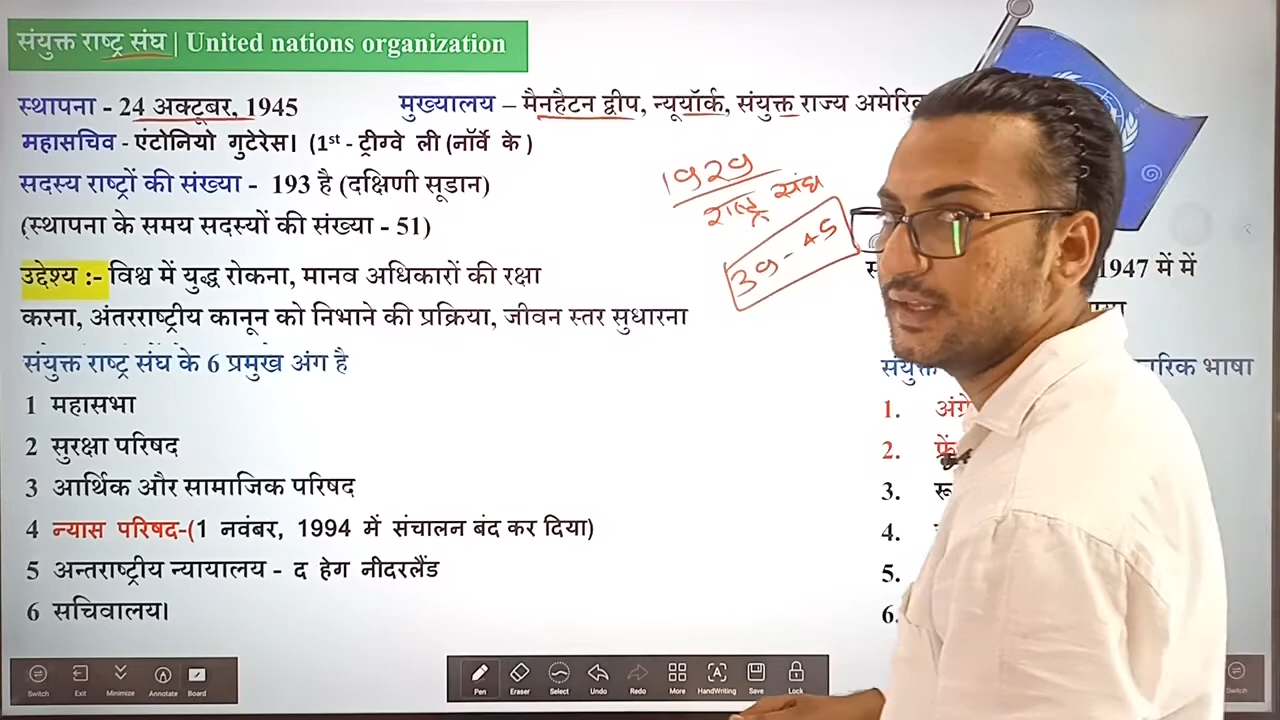 संयुक्त राष्ट्र संघ | United nations organization
स्थापना - 24 अक्टूबर, 1945
मुख्यालय – मैनहैटन द्वीप, न्यूयॉर्क, संयुक्त राज्य
महासचिव - एंटोनियो गुटेरेस। (1st - ट्रीग्वे ली (नॉर्वे के )
सदस्य राष्ट्रों की संख्या - 193 है (दक्षिणी सूडान)
(स्थापना के समय सदस्यों की संख्या - 51)
1929
राष्ट्र संघ
39-45
उद्देश्य :- विश्व में युद्ध रोकना, मानव अधिकारों की रक्षा
करना, अंतरराष्ट्रीय कानून को निभाने की प्रक्रिया, जीवन स्तर सुधारना
1947 में में
संयुक्त राष्ट्र संघ के 6 प्रमुख अंग है
1 महासभा
2 सुरक्षा परिषद
3 आर्थिक और सामाजिक परिषद
4 न्यास परिषद-(1 नवंबर, 1994 में संचालन बंद कर दिया)
5 अन्तराष्ट्रीय न्यायालय - द हेग नीदरलैंड
6 सचिवालय।
भाषा
1.
2.
3.
4.
5.
6.
Switch Exit Minimize Annotate Board
Pen Eraser Select Undo Redo More HandWriting Save Lock
Switch